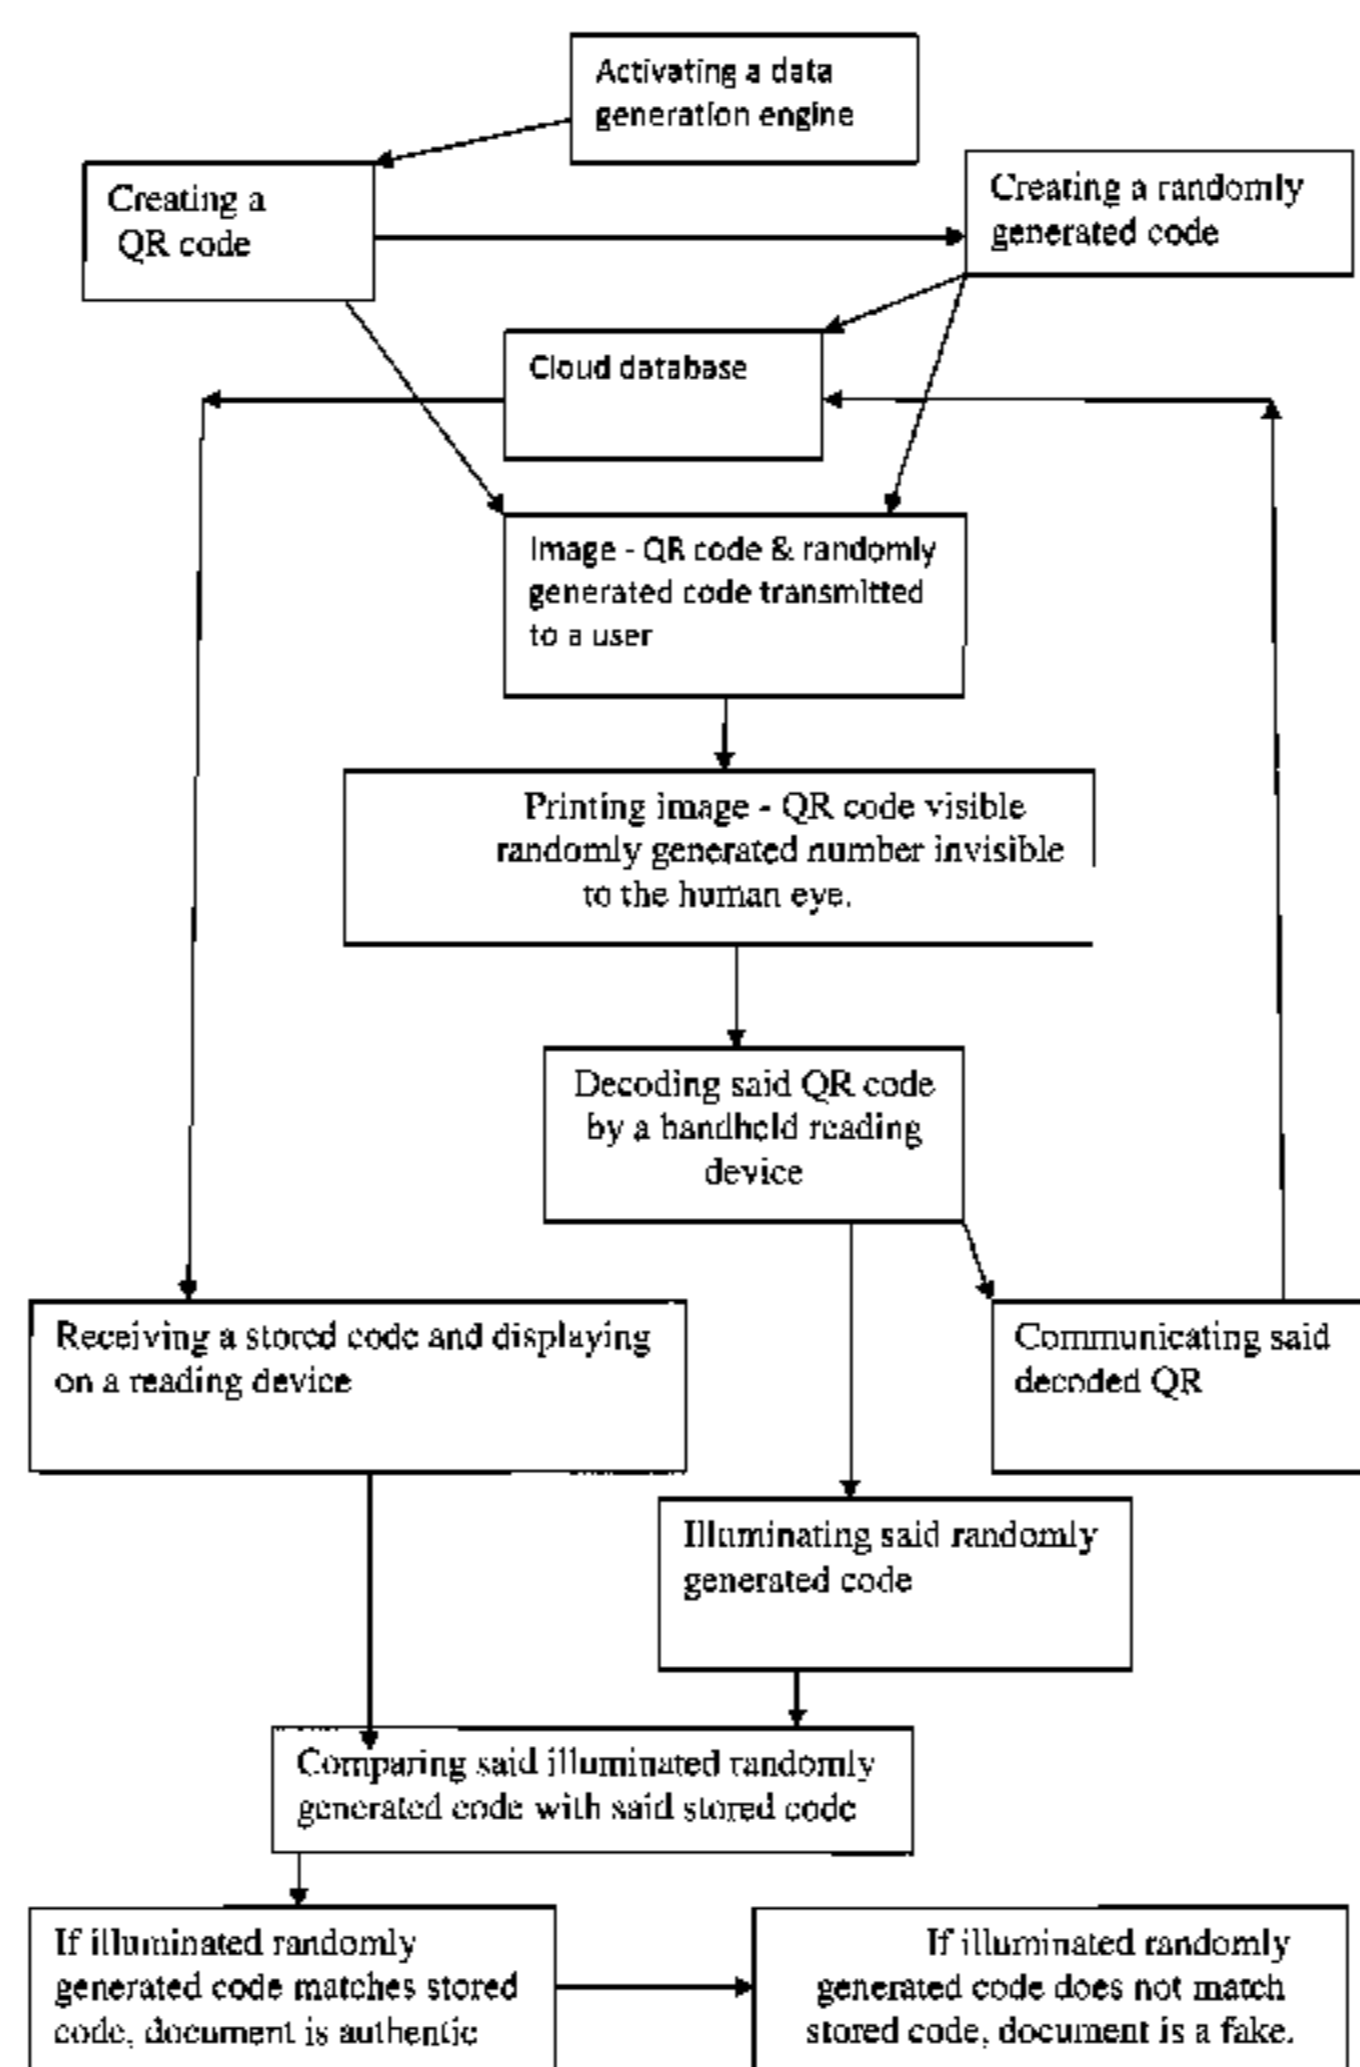 Activating a data
generation engine
Creating a
QR code
Creating a randomly
generated code
Cloud database
Image - QR code & randomly
generated code transmitted
to a user
Printing image - QR code visible
randomly generated number invisible
to the human eye.
Decoding said QR code
by a handheld reading
device
Receiving a stored code and displaying
on a reading device
Communicating said
decoded QR
Illuminating said randomly
generated code
Comparing said illuminated randomly
generated code with said stored code
If illuminated randomly
generated code matches stored
code, document is authentic
If illuminated randomly
generated code does not match
stored code, document is a fake.